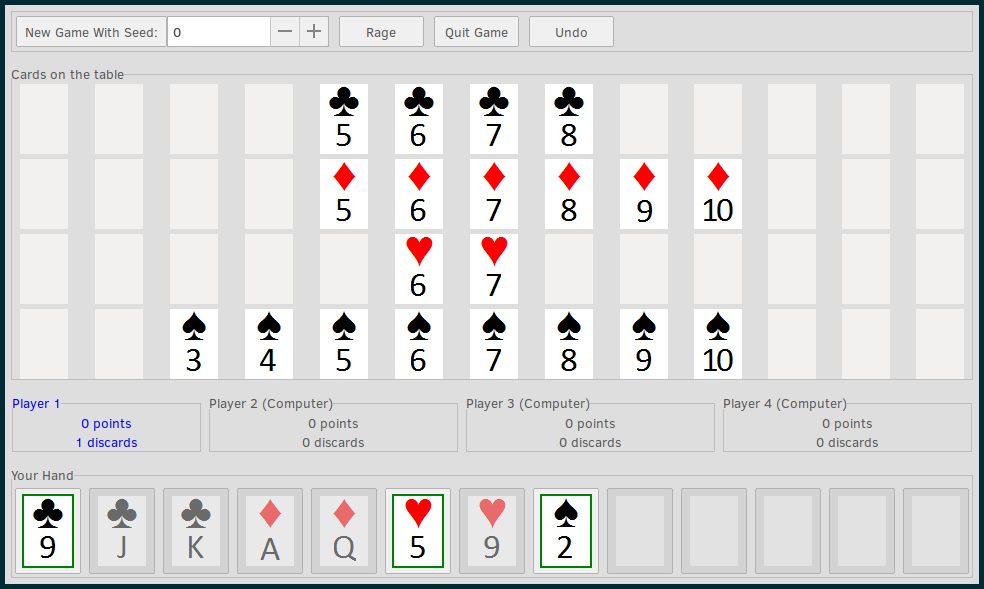 New Game With Seed: 0 — + Rage Quit Game Undo
Cards on the table
♣ ♣ ♣ ♣
5 6 7 8
♦ ♦ ♦ ♦ ♦ ♦
5 6 7 8 9 10
♥ ♥
6 7
♠ ♠ ♠ ♠ ♠ ♠ ♠ ♠
3 4 5 6 7 8 9 10
Player 1 Player 2 (Computer) Player 3 (Computer) Player 4 (Computer)
0 points 0 points 0 points 0 points
1 discards 0 discards 0 discards 0 discards
Your Hand
♣ ♣ ♣ ♦ ♦ ♥ ♥ ♠
9 J K A Q 5 9 2